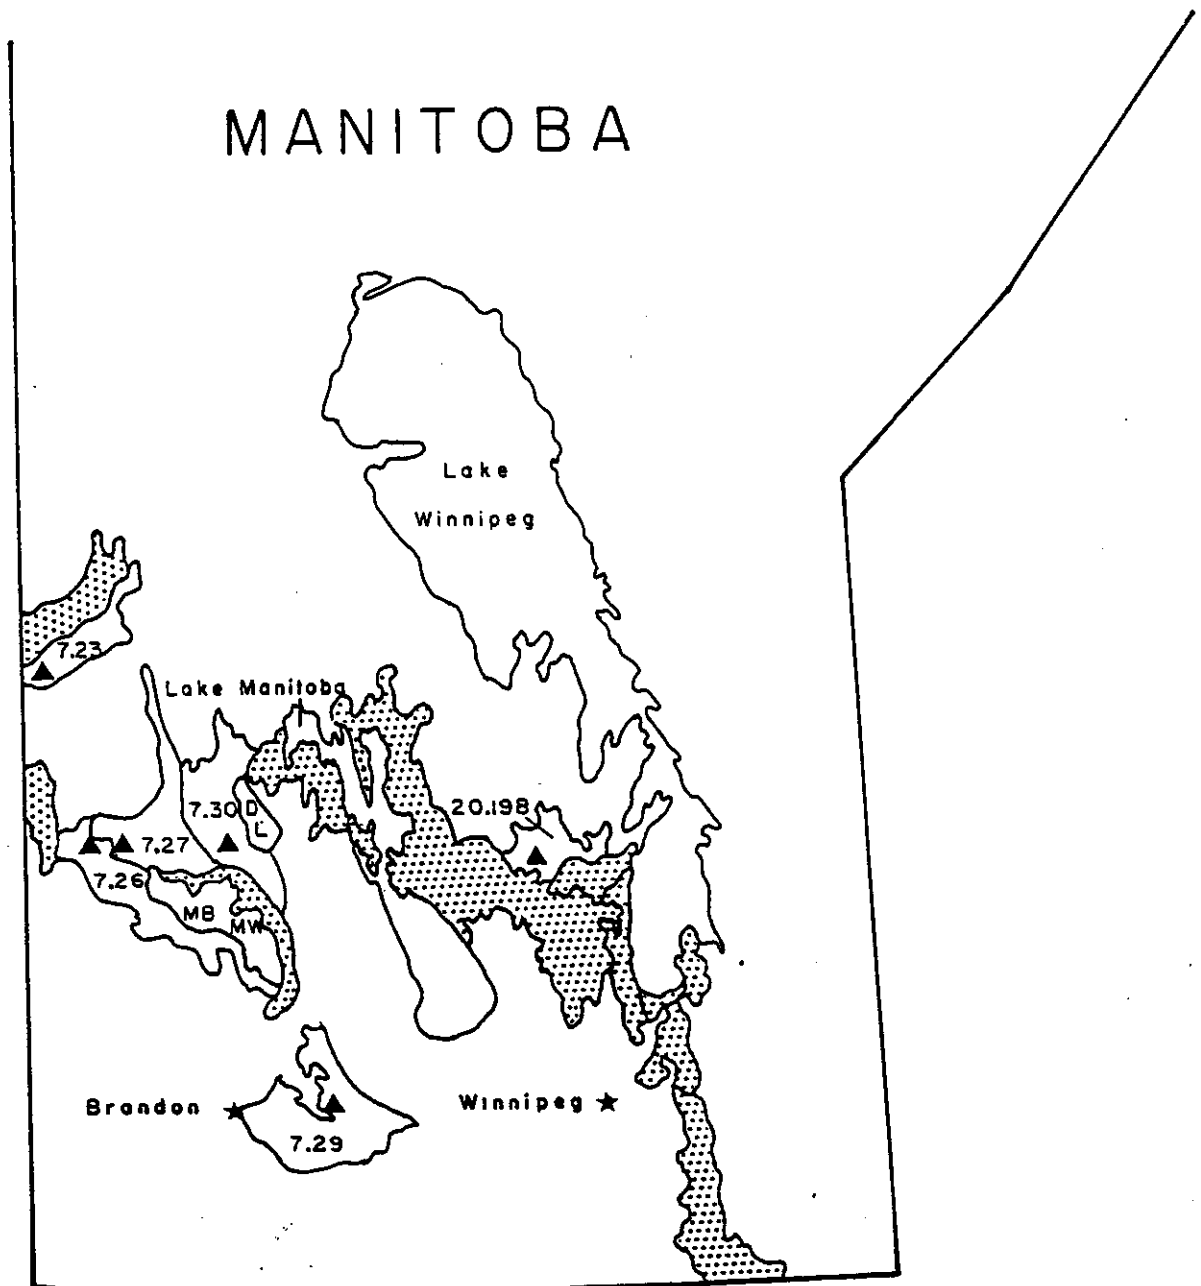 MANITOBA
Lake
Winnipeg
7.23
Lake Manitoba
7.30
D
L
20.198
7.27
7.26
MB
MW
Brandon
Winnipeg
7.29